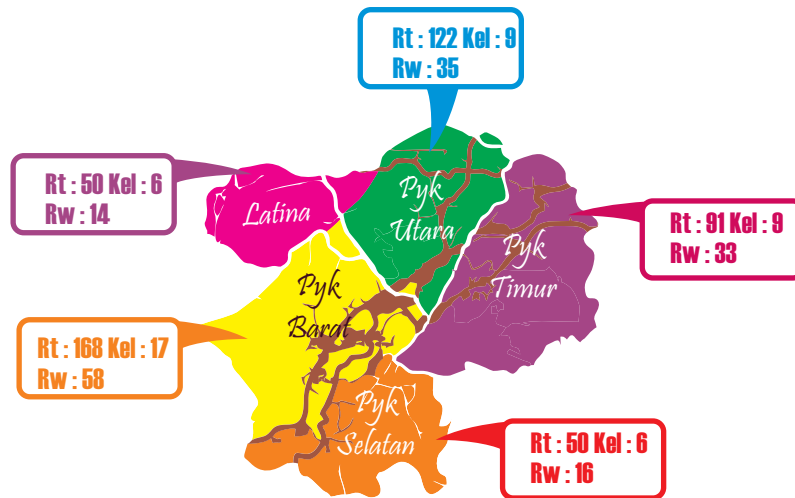 Rt : 122 Kel : 9
Rw : 35
Rt : 50 Kel : 6
Rw : 14
Latina
Pyk
Utara
Rt : 91 Kel : 9
Rw : 33
Pyk
Timur
Pyk
Barat
Rt : 168 Kel : 17
Rw : 58
Pyk
Selatan
Rt : 50 Kel : 6
Rw : 16